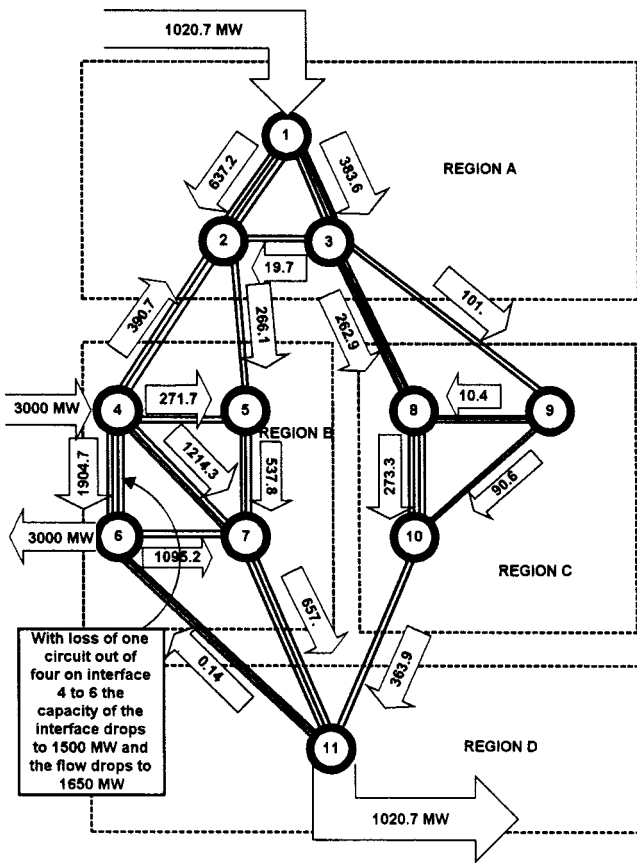 1020.7 MW
1
637.2
383.6
REGION A
2
3
19.7
390.7
266.1
262.9
101.
3000 MW
4
271.7
5
REGION B
8
10.4
9
1904.7
1214.3
537.8
273.3
90.6
3000 MW
6
1095.2
7
10
REGION C
With loss of one
circuit out of
four on interface
4 to 6 the
capacity of the
interface drops
to 1500 MW and
the flow drops to
1650 MW
0.14
657.
363.9
11
REGION D
1020.7 MW